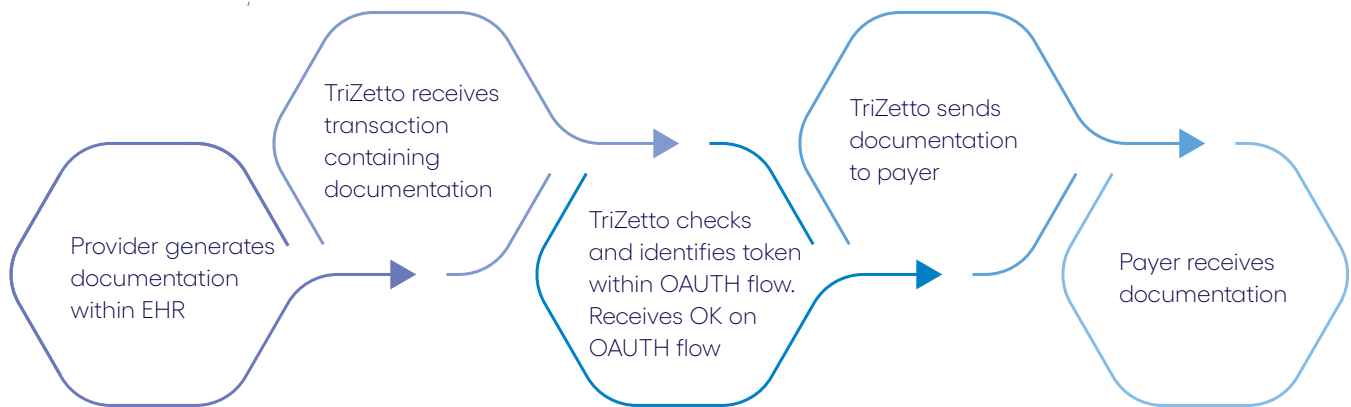 Provider generates
documentation
within EHR
TriZetto receives
transaction
containing
documentation
TriZetto checks
and identifies token
within OAUTH flow.
Receives OK on
OAUTH flow
TriZetto sends
documentation
to payer
Payer receives
documentation